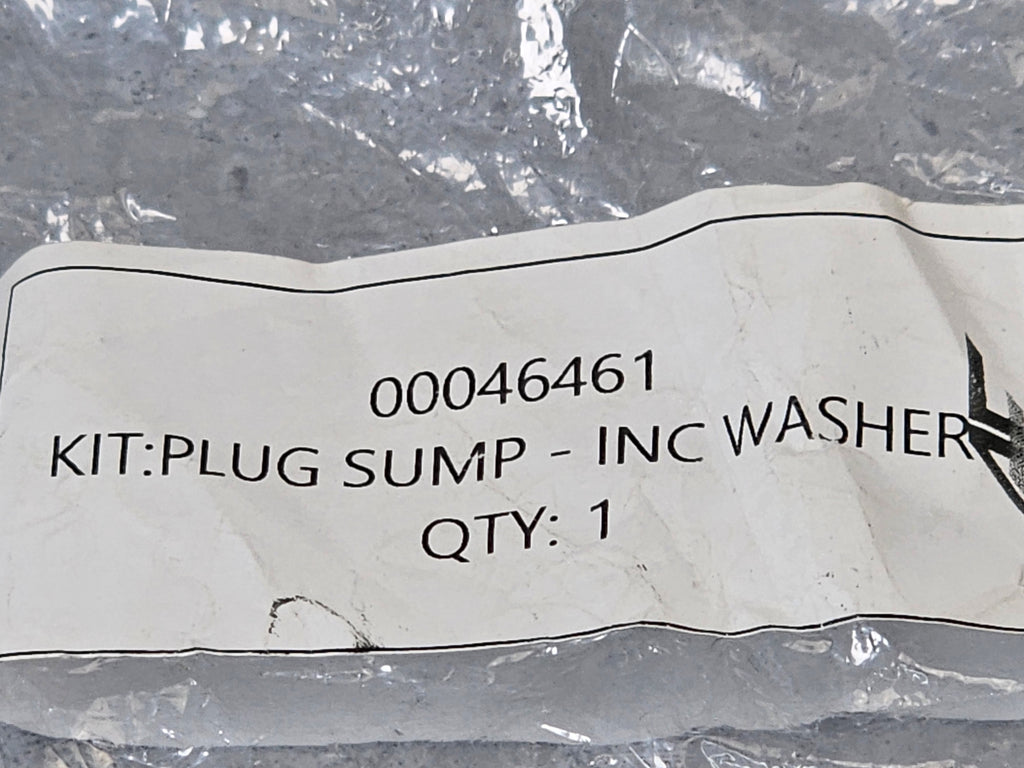 00046461
KIT:PLUG SUMP - INC WASHER
QTY: 1